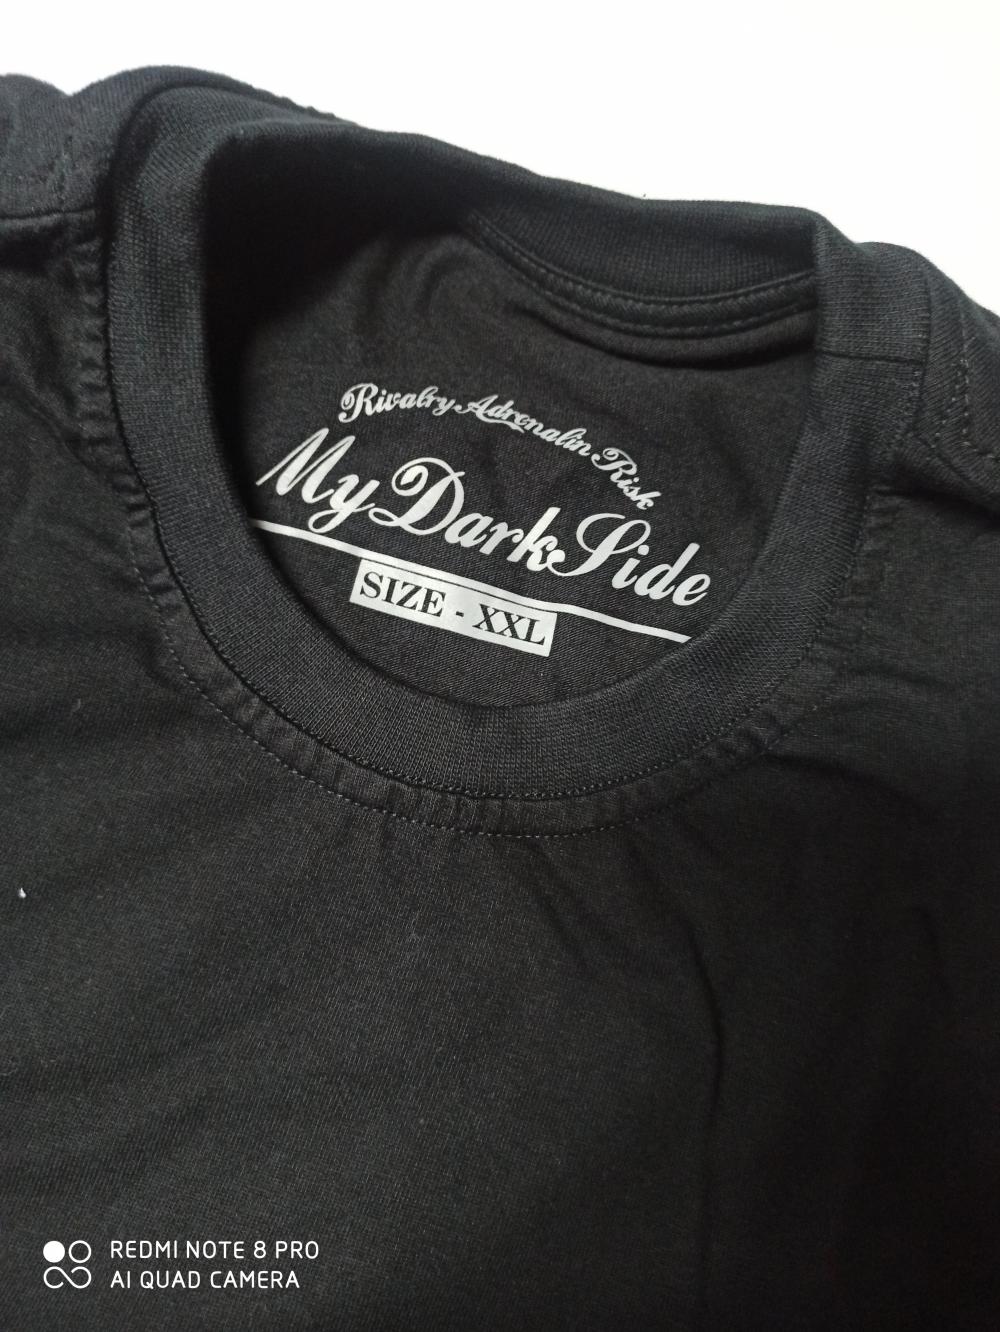 Rivalry Adrenalin Risk
My Dark Side
SIZE - XXL
REDMI NOTE 8 PRO
AI QUAD CAMERA